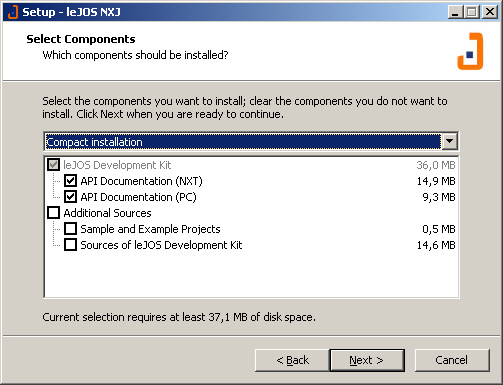 Setup - leJOS NXJ
Select Components
Which components should be installed?
Select the components you want to install; clear the components you do not want to
install. Click Next when you are ready to continue.
Compact installation
leJOS Development Kit 36,0 MB
API Documentation (NXT) 14,9 MB
API Documentation (PC) 9,3 MB
Additional Sources
Sample and Example Projects 0,5 MB
Sources of leJOS Development Kit 14,6 MB
Current selection requires at least 37,1 MB of disk space.
< Back Next > Cancel